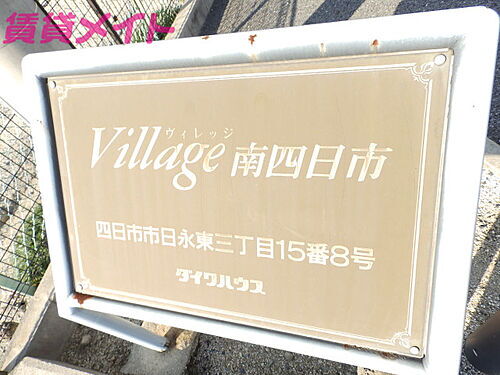 賃貸メイト
ヴィレッジ
Village 南四日市
四日市市日永東三丁目15番8号
ダイワハウス